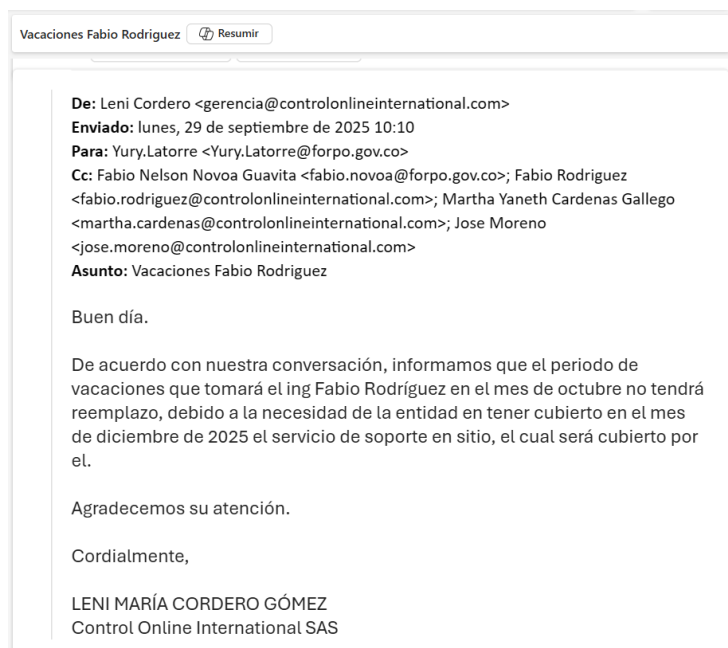 Vacaciones Fabio Rodriguez Resumir
De: Leni Cordero <gerencia@controlonlineinternational.com>
Enviado: lunes, 29 de septiembre de 2025 10:10
Para: Yury.Latorre <Yury.Latorre@forpo.gov.co>
Cc: Fabio Nelson Novoa Guavita <fabio.novoa@forpo.gov.co>; Fabio Rodriguez
<fabio.rodriguez@controlonlineinternational.com>; Martha Yaneth Cardenas Gallego
<martha.cardenas@controlonlineinternational.com>; Jose Moreno
<jose.moreno@controlonlineinternational.com>
Asunto: Vacaciones Fabio Rodriguez
Buen día.
De acuerdo con nuestra conversación, informamos que el periodo de
vacaciones que tomará el ing Fabio Rodríguez en el mes de octubre no tendrá
reemplazo, debido a la necesidad de la entidad en tener cubierto en el mes
de diciembre de 2025 el servicio de soporte en sitio, el cual será cubierto por
el.
Agradecemos su atención.
Cordialmente,
LENI MARÍA CORDERO GÓMEZ
Control Online International SAS